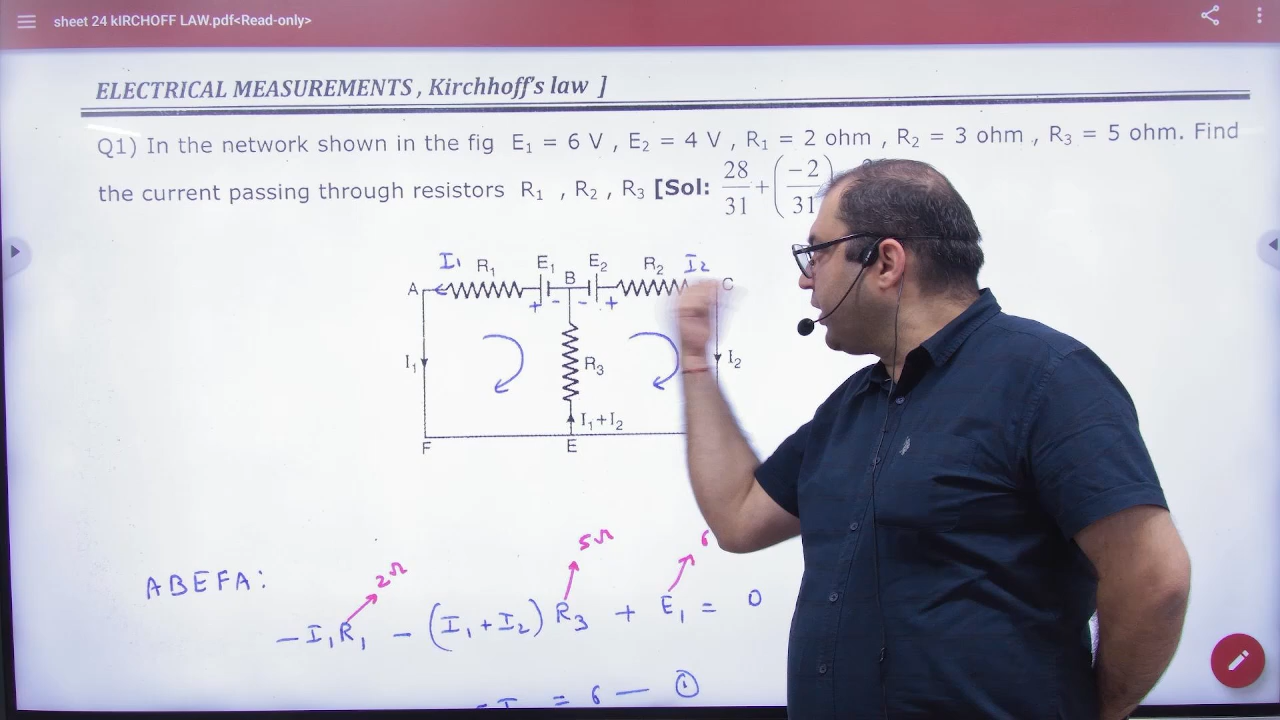 sheet 24 kIRCHOFF LAW.pdf<Read-only>
ELECTRICAL MEASUREMENTS , Kirchhoff's law ]
Q1) In the network shown in the fig E₁ = 6 V , E₂ = 4 V , R₁ = 2 ohm , R₂ = 3 ohm , R₃ = 5 ohm. Find
the current passing through resistors R₁ , R₂ , R₃ [Sol: 28/31 + (-2/31)
I₁ R₁ E₁ B E₂ R₂ I₂
A C
+ - - +
I₁ R₃ I₂
I₁+I₂
F E
2Ω 5Ω 6
ABEFA:
- I₁R₁ - (I₁+I₂) R₃ + E₁ = 0
= 6 — ①